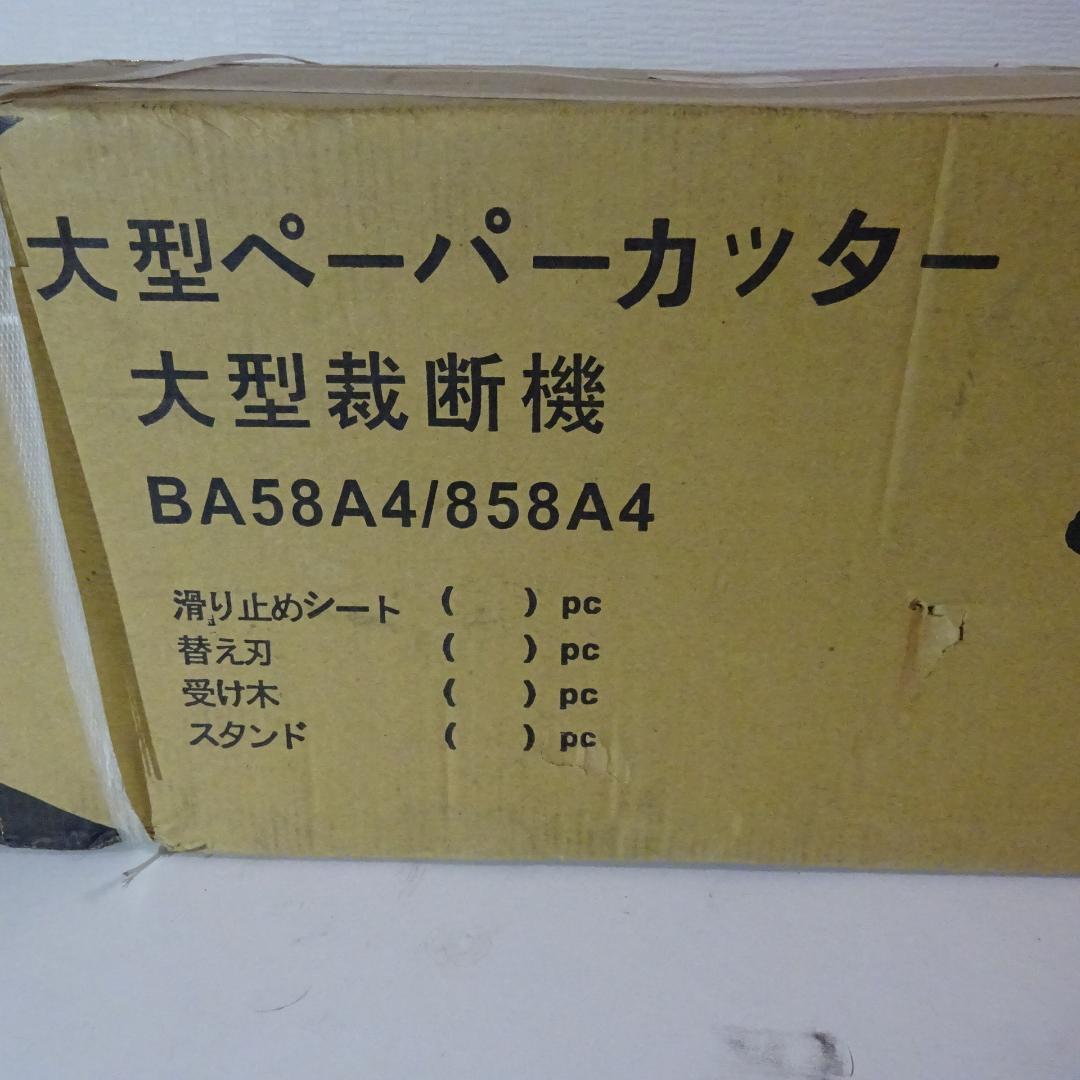 大型ペーパーカッター
大型裁断機
BA58A4/858A4
滑り止めシート ( ) pc
替え刃 ( ) pc
受け木 ( ) pc
スタンド ( ) pc